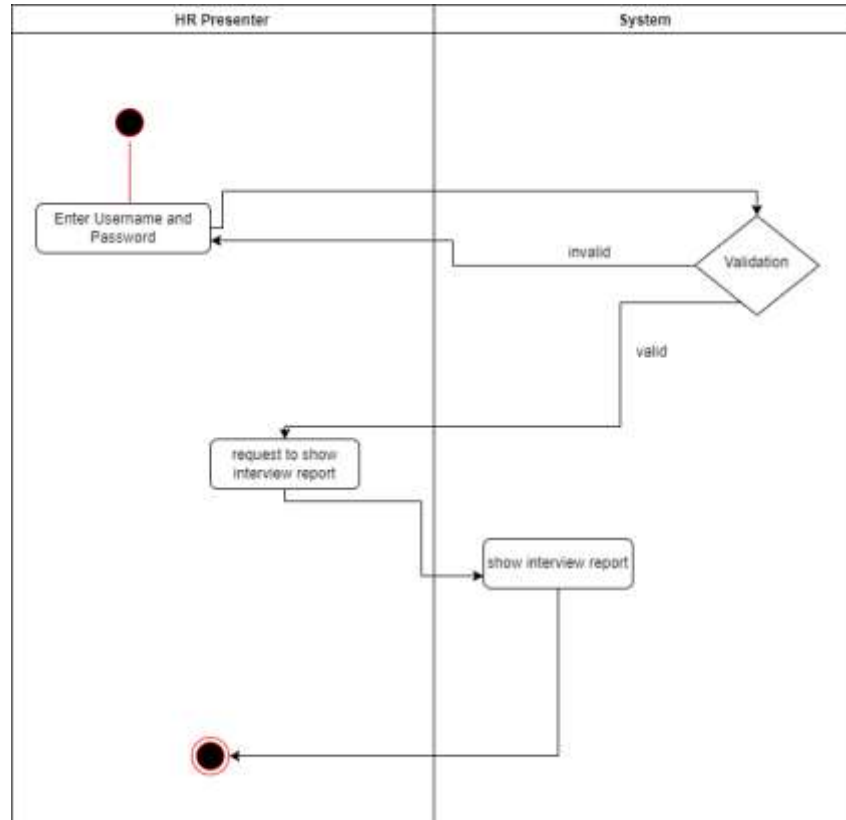 HR Presenter
System
Enter Username and
Password
invalid
Validation
valid
request to show
interview report
show interview report